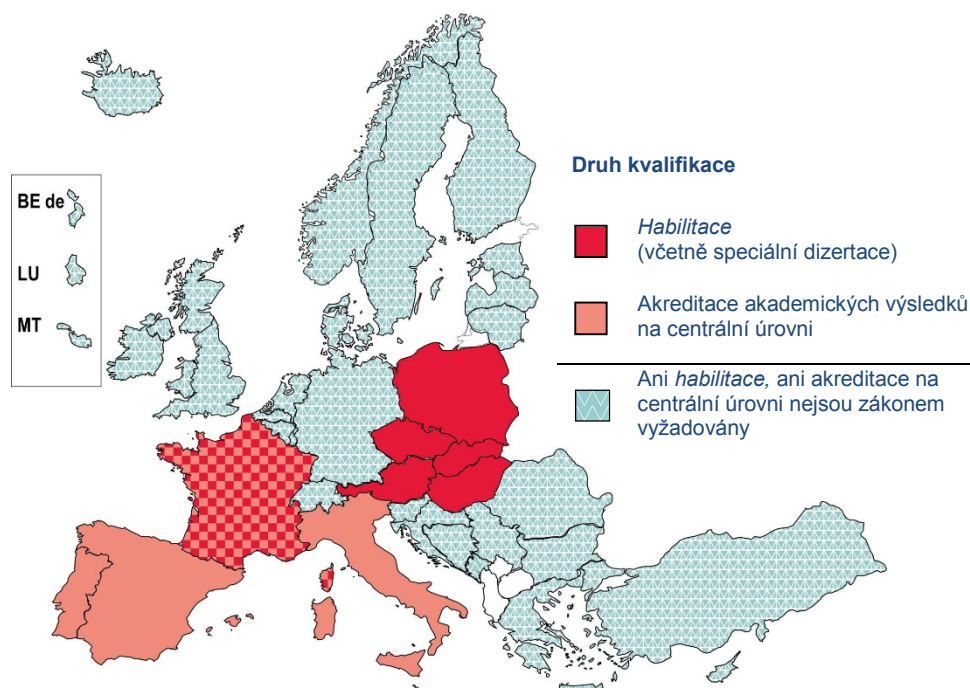 BE de
LU
MT
Druh kvalifikace
Habilitace
(včetně speciální dizertace)
Akreditace akademických výsledků
na centrální úrovni
Ani habilitace, ani akreditace na
centrální úrovni nejsou zákonem
vyžadovány